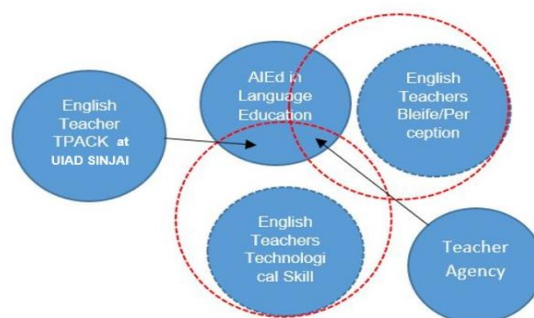 English
Teacher
TPACK at
UIAD SINJAI
AIEd in
Language
Education
English
Teachers
Bleife/Per
ception
English
Teachers
Technologi
cal Skill
Teacher
Agency